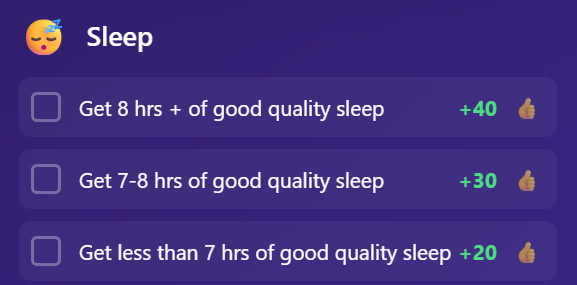 Sleep
Get 8 hrs + of good quality sleep +40
Get 7-8 hrs of good quality sleep +30
Get less than 7 hrs of good quality sleep +20